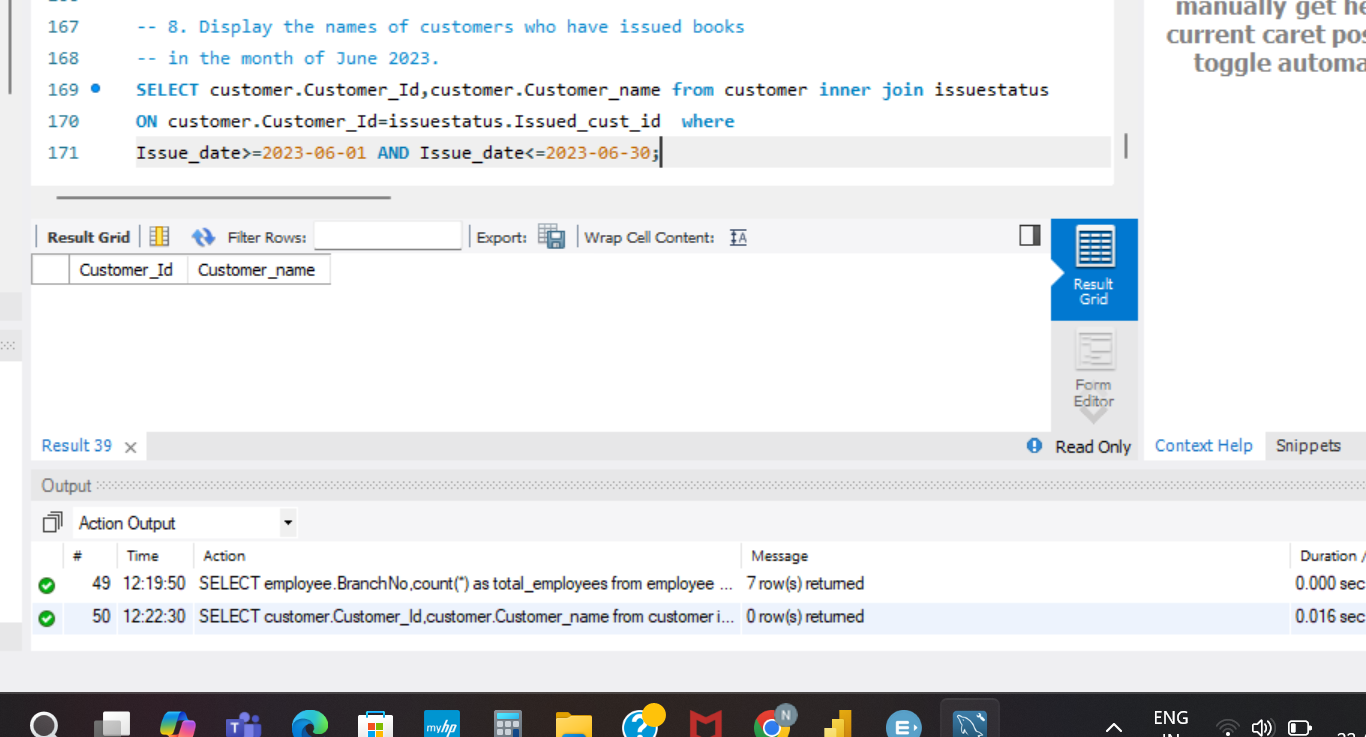 167 -- 8. Display the names of customers who have issued books
168 -- in the month of June 2023.
169 SELECT customer.Customer_Id,customer.Customer_name from customer inner join issuestatus
170 ON customer.Customer_Id=issuestatus.Issued_cust_id where
171 Issue_date>=2023-06-01 AND Issue_date<=2023-06-30;
manually get
current caret
toggle
Result Grid Filter Rows: Export: Wrap Cell Content: IA
Customer_Id Customer_name
Result
Grid
Form
Editor
Result 39 Read Only Context Help Snippets
Output
Action Output
# Time Action Message Duration /
49 12:19:50 SELECT employee.BranchNo,count(*) as total_employees from employee ... 7 row(s) returned 0.000 sec
50 12:22:30 SELECT customer.Customer_Id,customer.Customer_name from customer i... 0 row(s) returned 0.016 sec
myhp
N
E
ENG